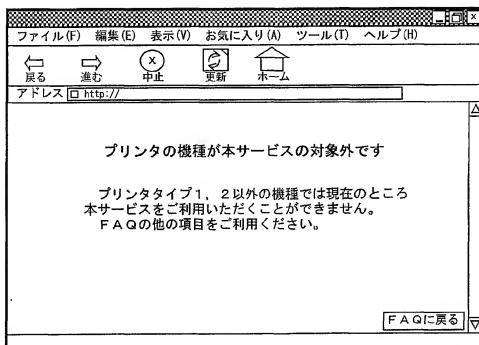 ファイル(F) 編集(E) 表示(V) お気に入り(A) ツール(T) ヘルプ(H)
戻る 進む 中止 更新 ホーム
アドレス http://
プリンタの機種が本サービスの対象外です
プリンタタイプ1，2以外の機種では現在のところ
本サービスをご利用いただくことができません。
ＦＡＱの他の項目をご利用ください。
ＦＡＱに戻る